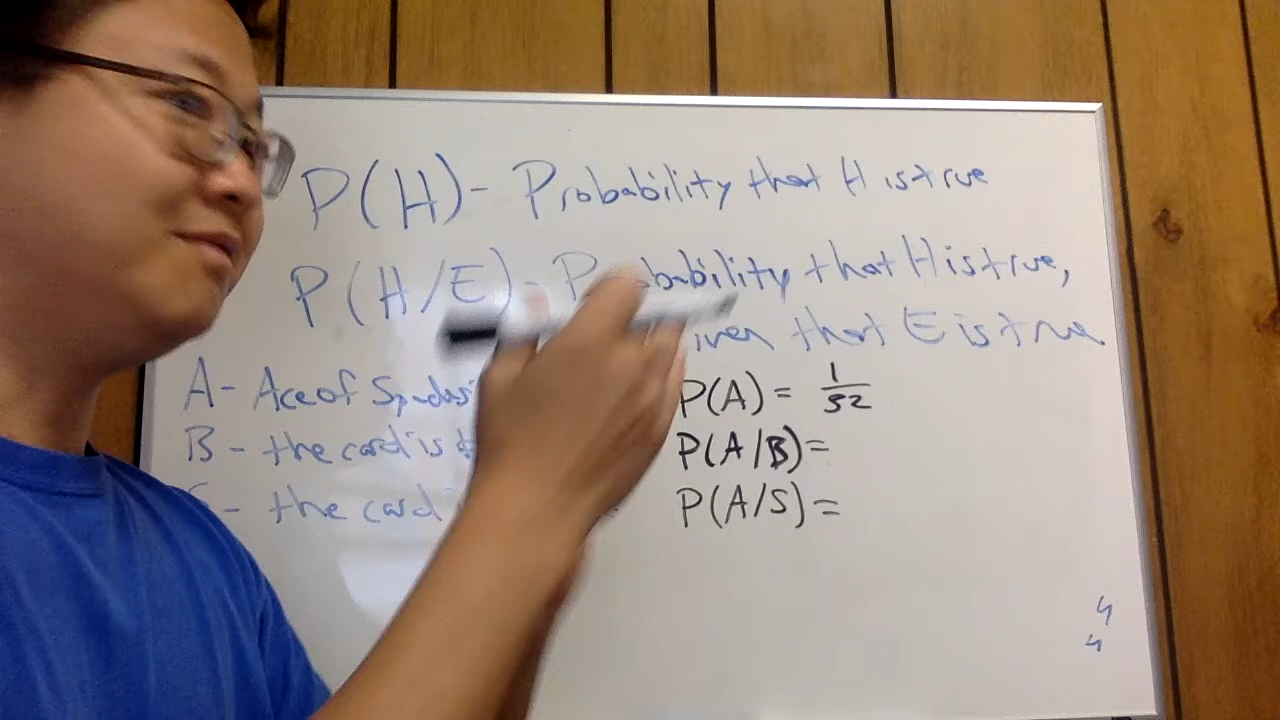 P(H)- Probability that H is true
P(H/E)- Probability that H is true,
that E is true
A- Ace of Spades
B - the card is
- the card
P(A) = 1/52
P(A/B)=
P(A/S)=
4
4